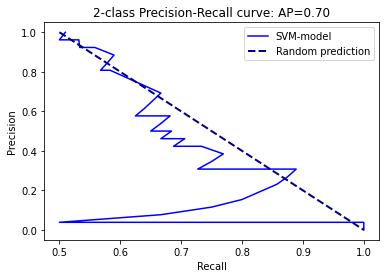 2-class Precision-Recall curve: AP=0.70
SVM-model
Random prediction
Precision
1.0
0.8
0.6
0.4
0.2
0.0
0.5
0.6
0.7
0.8
0.9
1.0
Recall